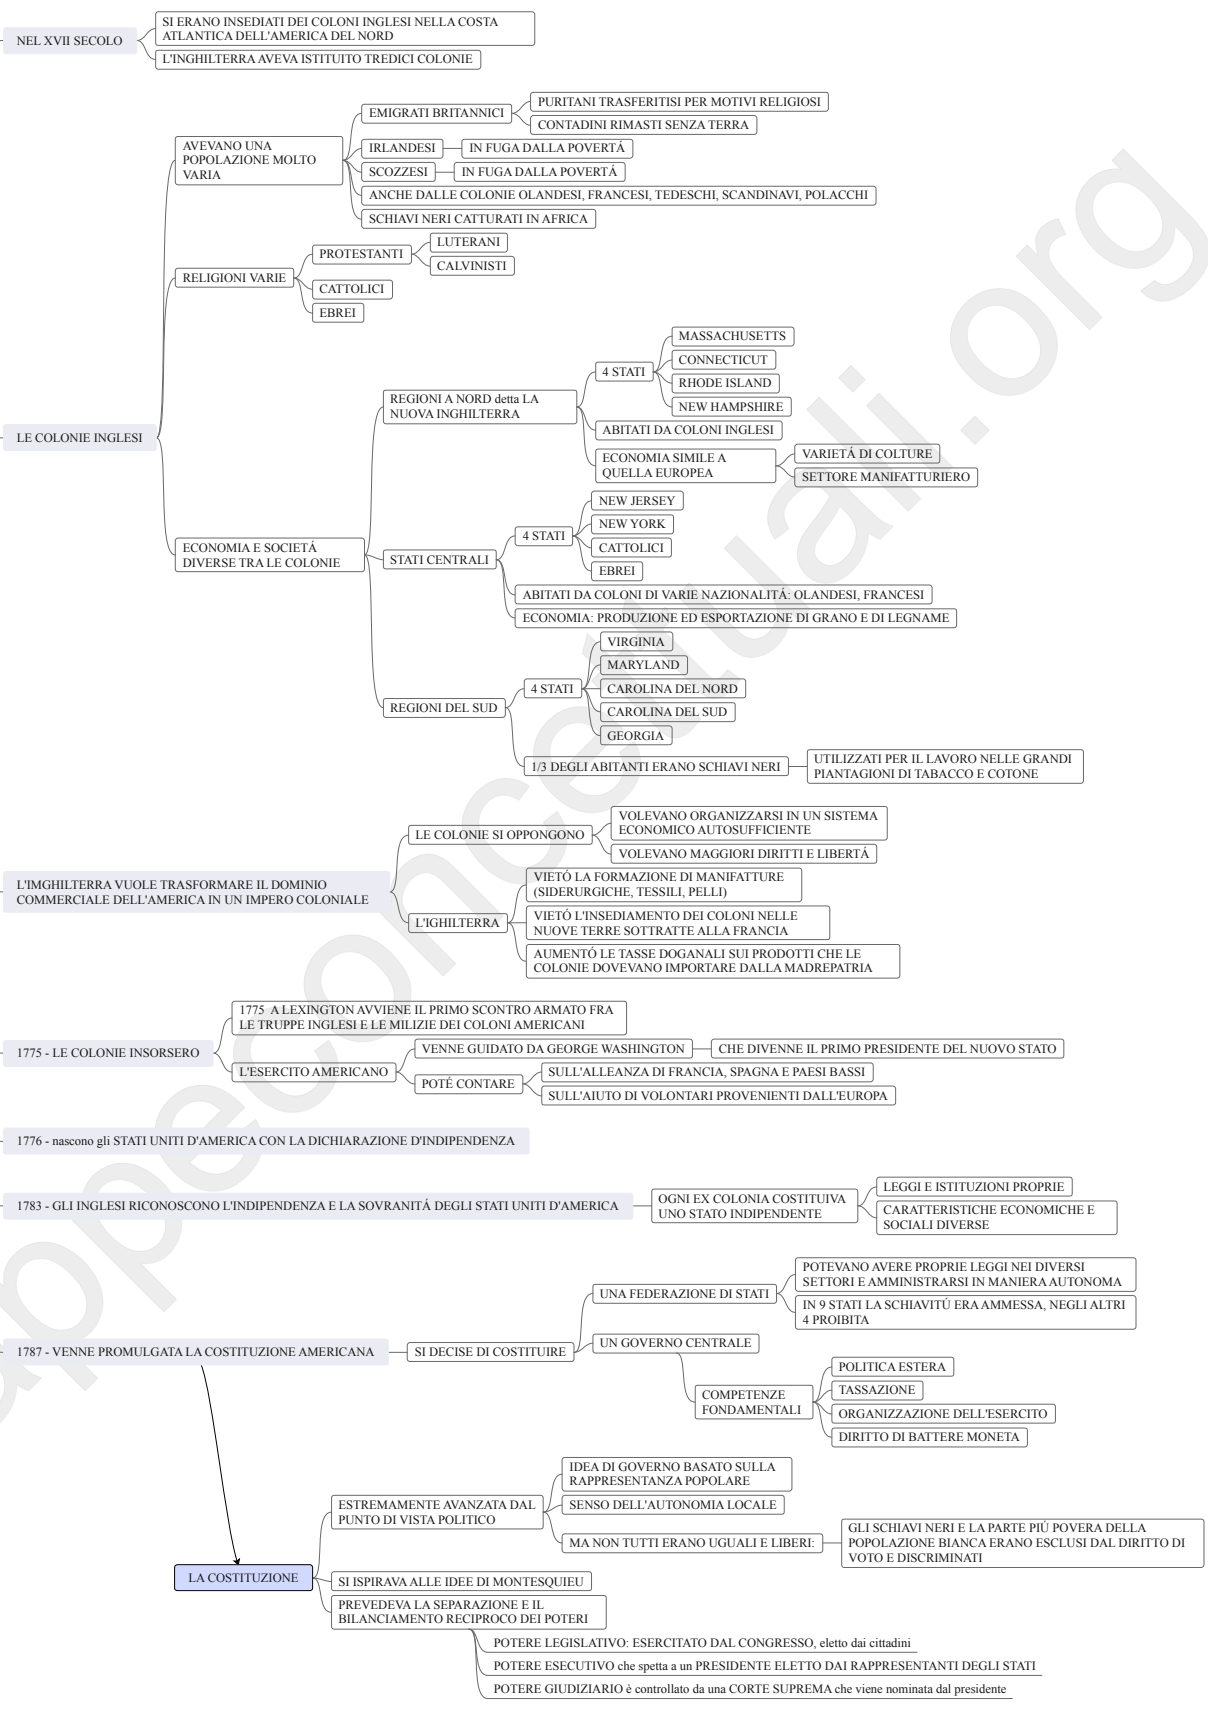 NEL XVII SECOLO
SI ERANO INSEDIATI DEI COLONI INGLESI NELLA COSTA
ATLANTICA DELL'AMERICA DEL NORD
L'INGHILTERRA AVEVA ISTITUITO TREDICI COLONIE
LE COLONIE INGLESI
AVEVANO UNA
POPOLAZIONE MOLTO
VARIA
EMIGRATI BRITANNICI
PURITANI TRASFERITISI PER MOTIVI RELIGIOSI
CONTADINI RIMASTI SENZA TERRA
IRLANDESI
IN FUGA DALLA POVERTÁ
SCOZZESI
IN FUGA DALLA POVERTÁ
ANCHE DALLE COLONIE OLANDESI, FRANCESI, TEDESCHI, SCANDINAVI, POLACCHI
SCHIAVI NERI CATTURATI IN AFRICA
RELIGIONI VARIE
PROTESTANTI
LUTERANI
CALVINISTI
CATTOLICI
EBREI
ECONOMIA E SOCIETÁ
DIVERSE TRA LE COLONIE
REGIONI A NORD detta LA
NUOVA INGHILTERRA
4 STATI
MASSACHUSETTS
CONNECTICUT
RHODE ISLAND
NEW HAMPSHIRE
ABITATI DA COLONI INGLESI
ECONOMIA SIMILE A
QUELLA EUROPEA
VARIETÁ DI COLTURE
SETTORE MANIFATTURIERO
STATI CENTRALI
4 STATI
NEW JERSEY
NEW YORK
CATTOLICI
EBREI
ABITATI DA COLONI DI VARIE NAZIONALITÁ: OLANDESI, FRANCESI
ECONOMIA: PRODUZIONE ED ESPORTAZIONE DI GRANO E DI LEGNAME
REGIONI DEL SUD
4 STATI
VIRGINIA
MARYLAND
CAROLINA DEL NORD
CAROLINA DEL SUD
GEORGIA
1/3 DEGLI ABITANTI ERANO SCHIAVI NERI
UTILIZZATI PER IL LAVORO NELLE GRANDI
PIANTAGIONI DI TABACCO E COTONE
L'IMGHILTERRA VUOLE TRASFORMARE IL DOMINIO
COMMERCIALE DELL'AMERICA IN UN IMPERO COLONIALE
LE COLONIE SI OPPONGONO
VOLEVANO ORGANIZZARSI IN UN SISTEMA
ECONOMICO AUTOSUFFICIENTE
VOLEVANO MAGGIORI DIRITTI E LIBERTÁ
L'IGHILTERRA
VIETÓ LA FORMAZIONE DI MANIFATTURE
(SIDERURGICHE, TESSILI, PELLI)
VIETÓ L'INSEDIAMENTO DEI COLONI NELLE
NUOVE TERRE SOTTRATTE ALLA FRANCIA
AUMENTÓ LE TASSE DOGANALI SUI PRODOTTI CHE LE
COLONIE DOVEVANO IMPORTARE DALLA MADREPATRIA
1775 - LE COLONIE INSORSERO
1775 A LEXINGTON AVVIENE IL PRIMO SCONTRO ARMATO FRA
LE TRUPPE INGLESI E LE MILIZIE DEI COLONI AMERICANI
L'ESERCITO AMERICANO
VENNE GUIDATO DA GEORGE WASHINGTON
CHE DIVENNE IL PRIMO PRESIDENTE DEL NUOVO STATO
POTÉ CONTARE
SULL'ALLEANZA DI FRANCIA, SPAGNA E PAESI BASSI
SULL'AIUTO DI VOLONTARI PROVENIENTI DALL'EUROPA
1776 - nascono gli STATI UNITI D'AMERICA CON LA DICHIARAZIONE D'INDIPENDENZA
1783 - GLI INGLESI RICONOSCONO L'INDIPENDENZA E LA SOVRANITÁ DEGLI STATI UNITI D'AMERICA
OGNI EX COLONIA COSTITUIVA
UNO STATO INDIPENDENTE
LEGGI E ISTITUZIONI PROPRIE
CARATTERISTICHE ECONOMICHE E
SOCIALI DIVERSE
1787 - VENNE PROMULGATA LA COSTITUZIONE AMERICANA
SI DECISE DI COSTITUIRE
UNA FEDERAZIONE DI STATI
POTEVANO AVERE PROPRIE LEGGI NEI DIVERSI
SETTORI E AMMINISTRARSI IN MANIERA AUTONOMA
IN 9 STATI LA SCHIAVITÚ ERA AMMESSA, NEGLI ALTRI
4 PROIBITA
UN GOVERNO CENTRALE
COMPETENZE
FONDAMENTALI
POLITICA ESTERA
TASSAZIONE
ORGANIZZAZIONE DELL'ESERCITO
DIRITTO DI BATTERE MONETA
LA COSTITUZIONE
ESTREMAMENTE AVANZATA DAL
PUNTO DI VISTA POLITICO
IDEA DI GOVERNO BASATO SULLA
RAPPRESENTANZA POPOLARE
SENSO DELL'AUTONOMIA LOCALE
MA NON TUTTI ERANO UGUALI E LIBERI:
GLI SCHIAVI NERI E LA PARTE PIÚ POVERA DELLA
POPOLAZIONE BIANCA ERANO ESCLUSI DAL DIRITTO DI
VOTO E DISCRIMINATI
SI ISPIRAVA ALLE IDEE DI MONTESQUIEU
PREVEDEVA LA SEPARAZIONE E IL
BILANCIAMENTO RECIPROCO DEI POTERI
POTERE LEGISLATIVO: ESERCITATO DAL CONGRESSO, eletto dai cittadini
POTERE ESECUTIVO che spetta a un PRESIDENTE ELETTO DAI RAPPRESENTANTI DEGLI STATI
POTERE GIUDIZIARIO è controllato da una CORTE SUPREMA che viene nominata dal presidente
appeconcettuali.org